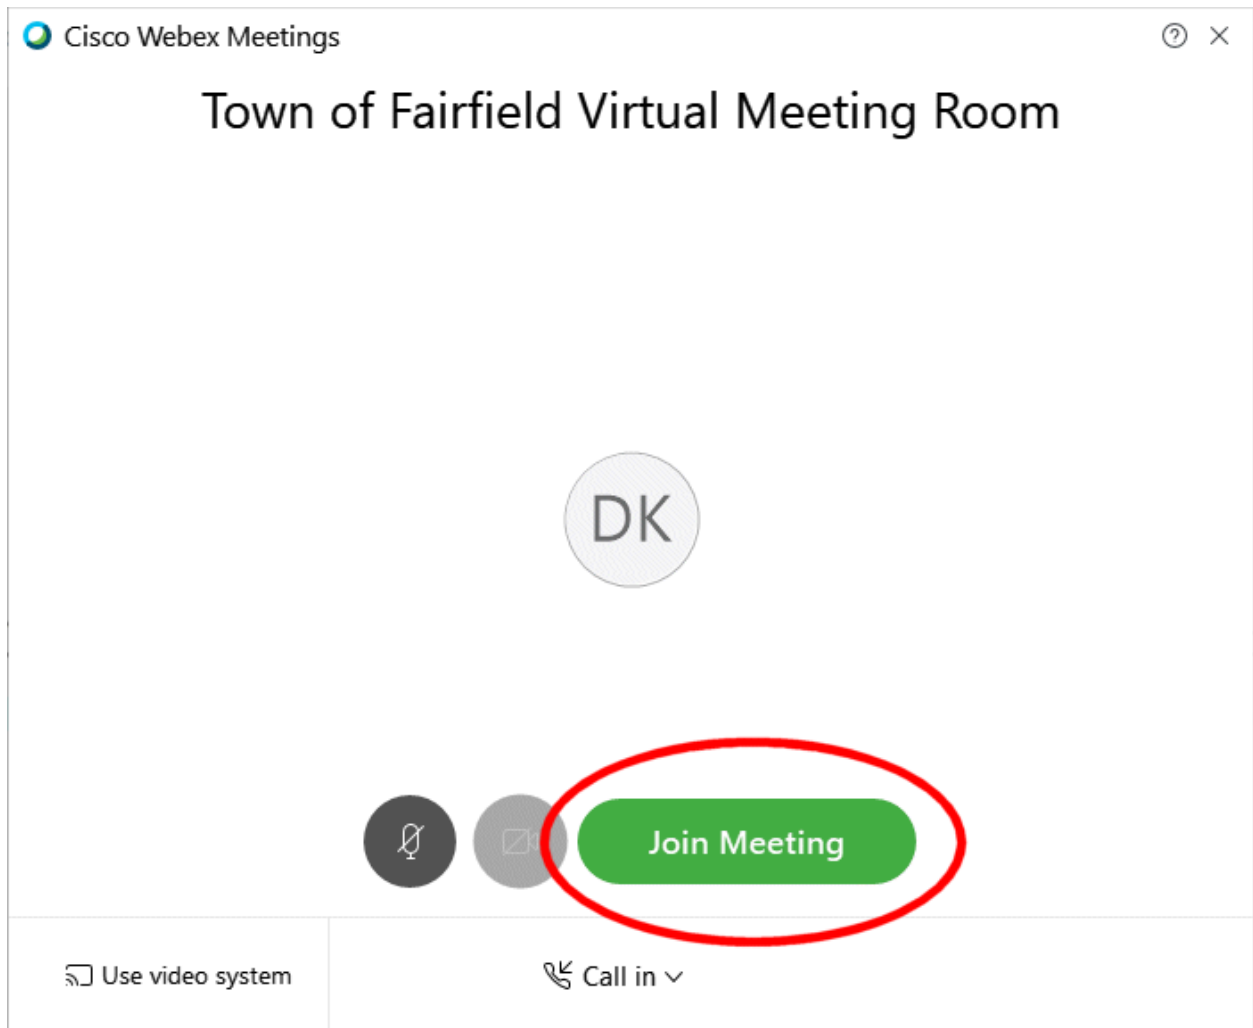 Cisco Webex Meetings
Town of Fairfield Virtual Meeting Room
DK
Join Meeting
Use video system
Call in